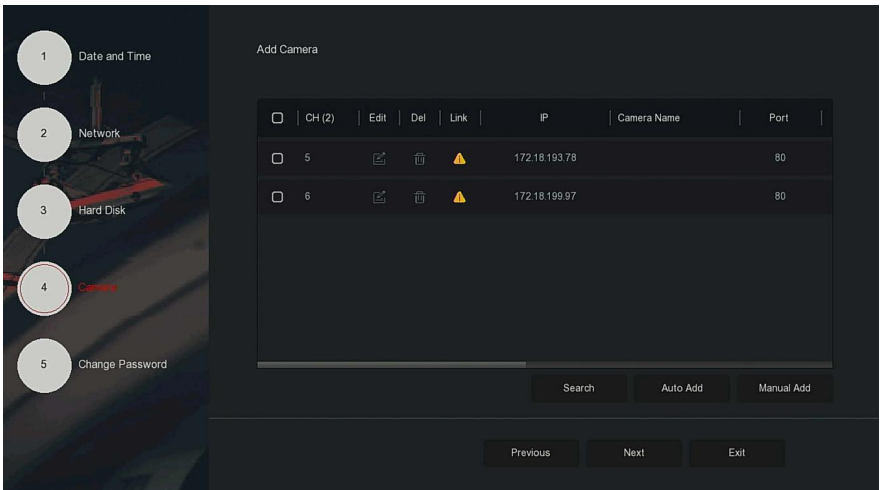 1 Date and Time
2 Network
3 Hard Disk
4 Camera
5 Change Password
Add Camera
CH (2) Edit Del Link IP Camera Name Port
5 172.18.193.78 80
6 172.18.199.97 80
Search Auto Add Manual Add
Previous Next Exit